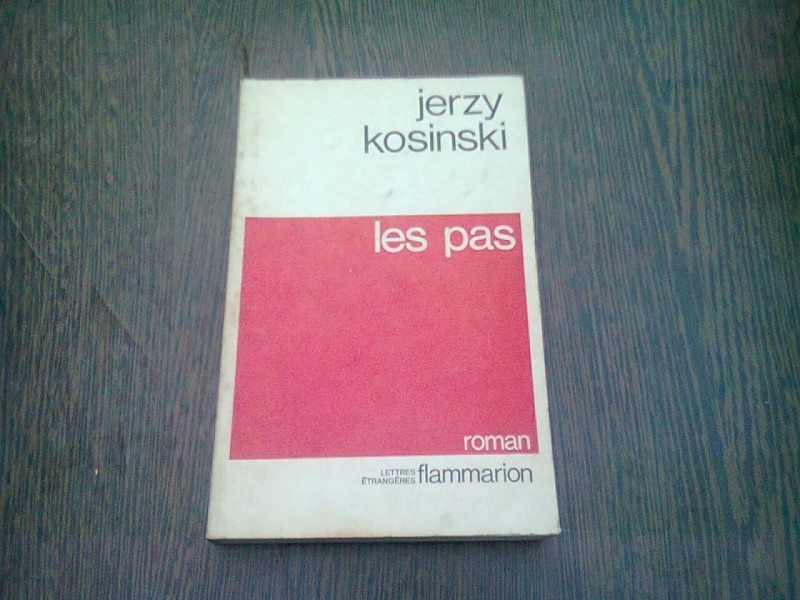 jerzy
kosinski
les pas
roman
LETTRES
ÉTRANGÈRES flammarion